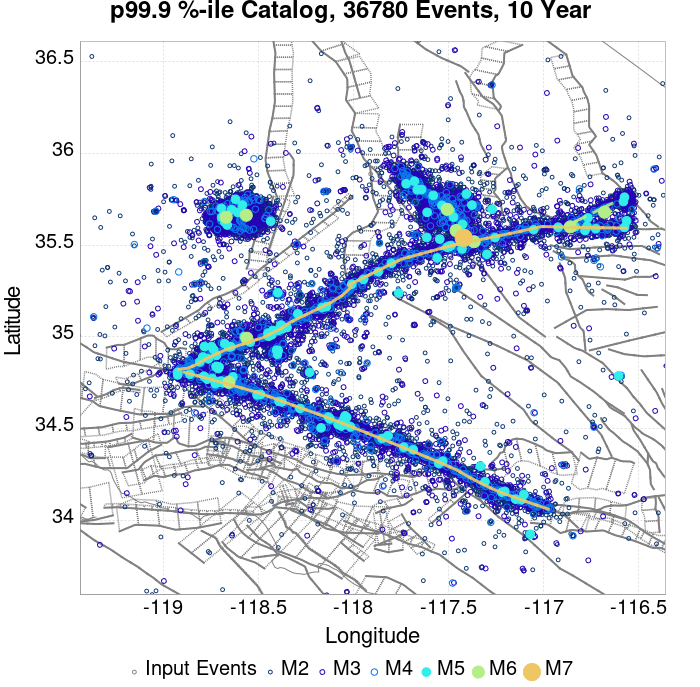 p99.9 %-ile Catalog, 36780 Events, 10 Year
36.5
36
35.5
35
34.5
34
Latitude
-119 -118.5 -118 -117.5 -117 -116.5
Longitude
Input Events M2 M3 M4 M5 M6 M7